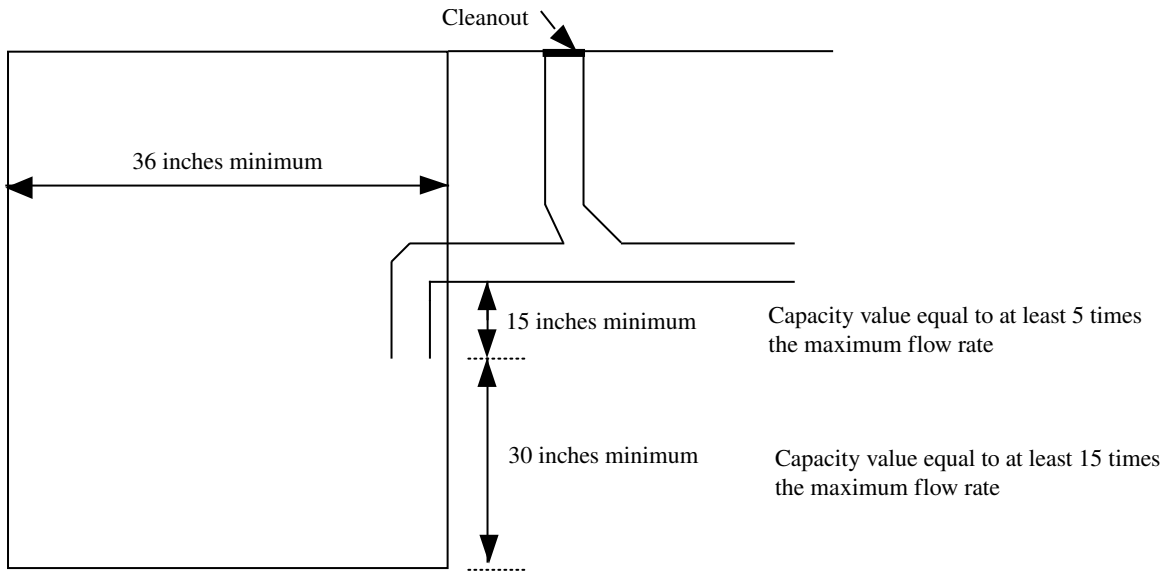 Cleanout
36 inches minimum
15 inches minimum
Capacity value equal to at least 5 times
the maximum flow rate
30 inches minimum
Capacity value equal to at least 15 times
the maximum flow rate